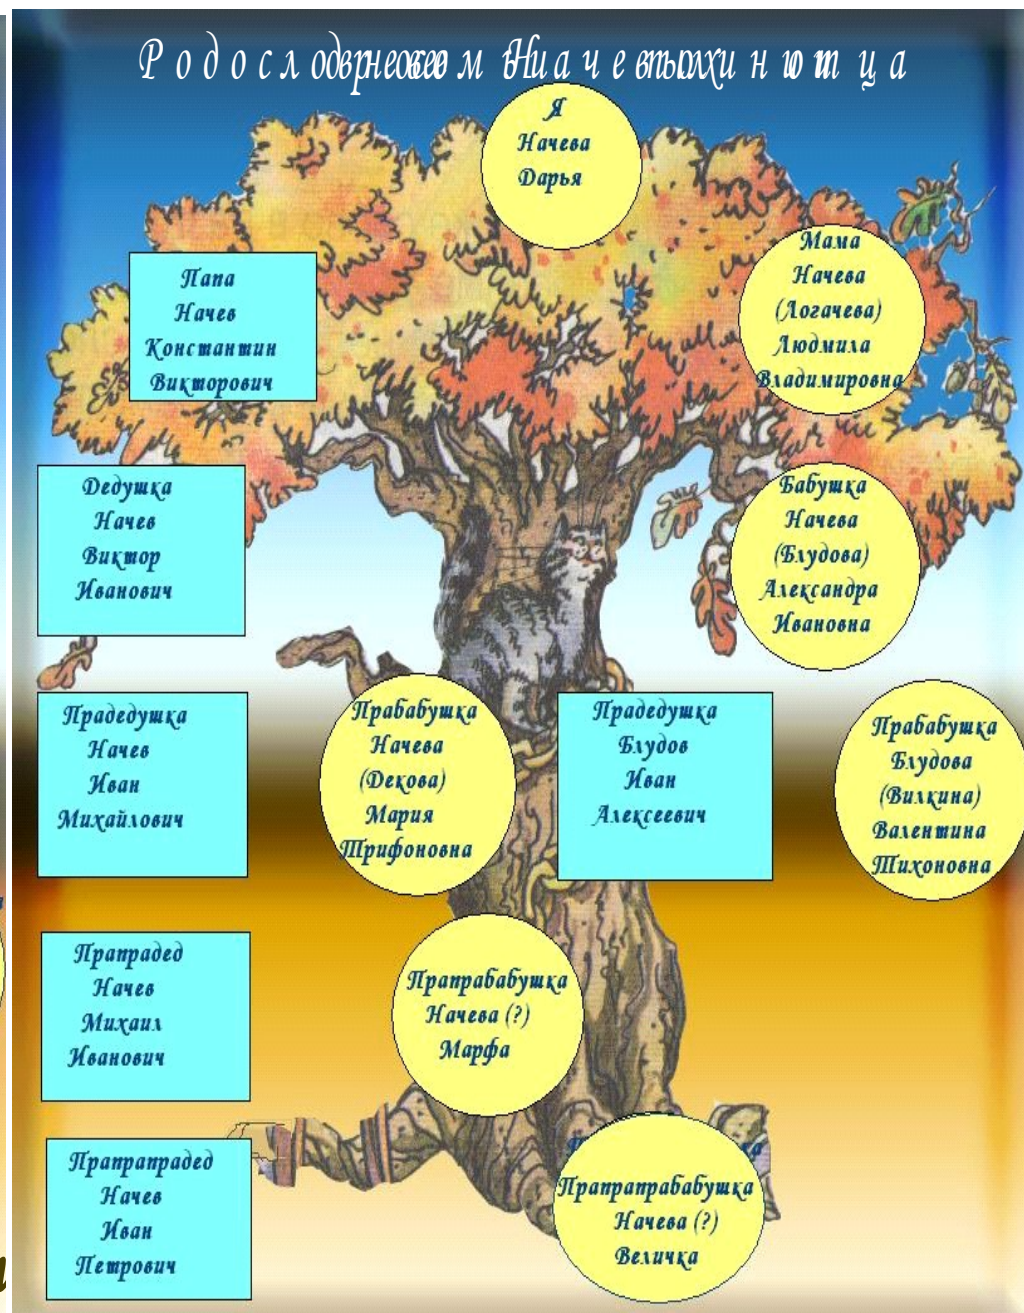 Я
Начева
Дарья
Папа
Начев
Константин
Викторович
Мама
Начева
(Логачева)
Людмила
Владимировна
Дедушка
Начев
Виктор
Иванович
Бабушка
Начева
(Блудова)
Александра
Ивановна
Прадедушка
Начев
Иван
Михайлович
Прабабушка
Начева
(Декова)
Мария
Трифоновна
Прадедушка
Блудов
Иван
Алексеевич
Прабабушка
Блудова
(Вилкина)
Валентина
Тихоновна
Прапрадед
Начев
Михаил
Иванович
Прапрабабушка
Начева (?)
Марфа
Прапрапрадед
Начев
Иван
Петрович
Прапрапрабабушка
Начева (?)
Величка